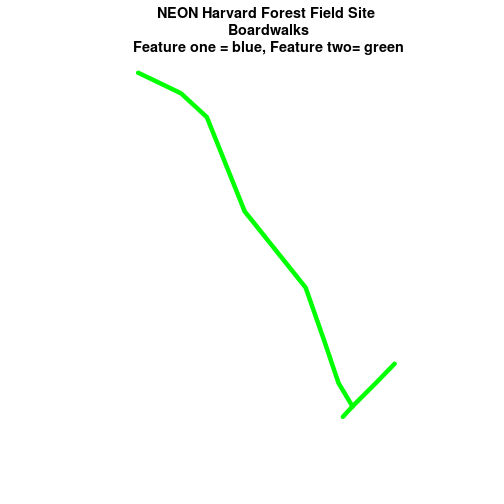 NEON Harvard Forest Field Site
Boardwalks
Feature one = blue, Feature two= green